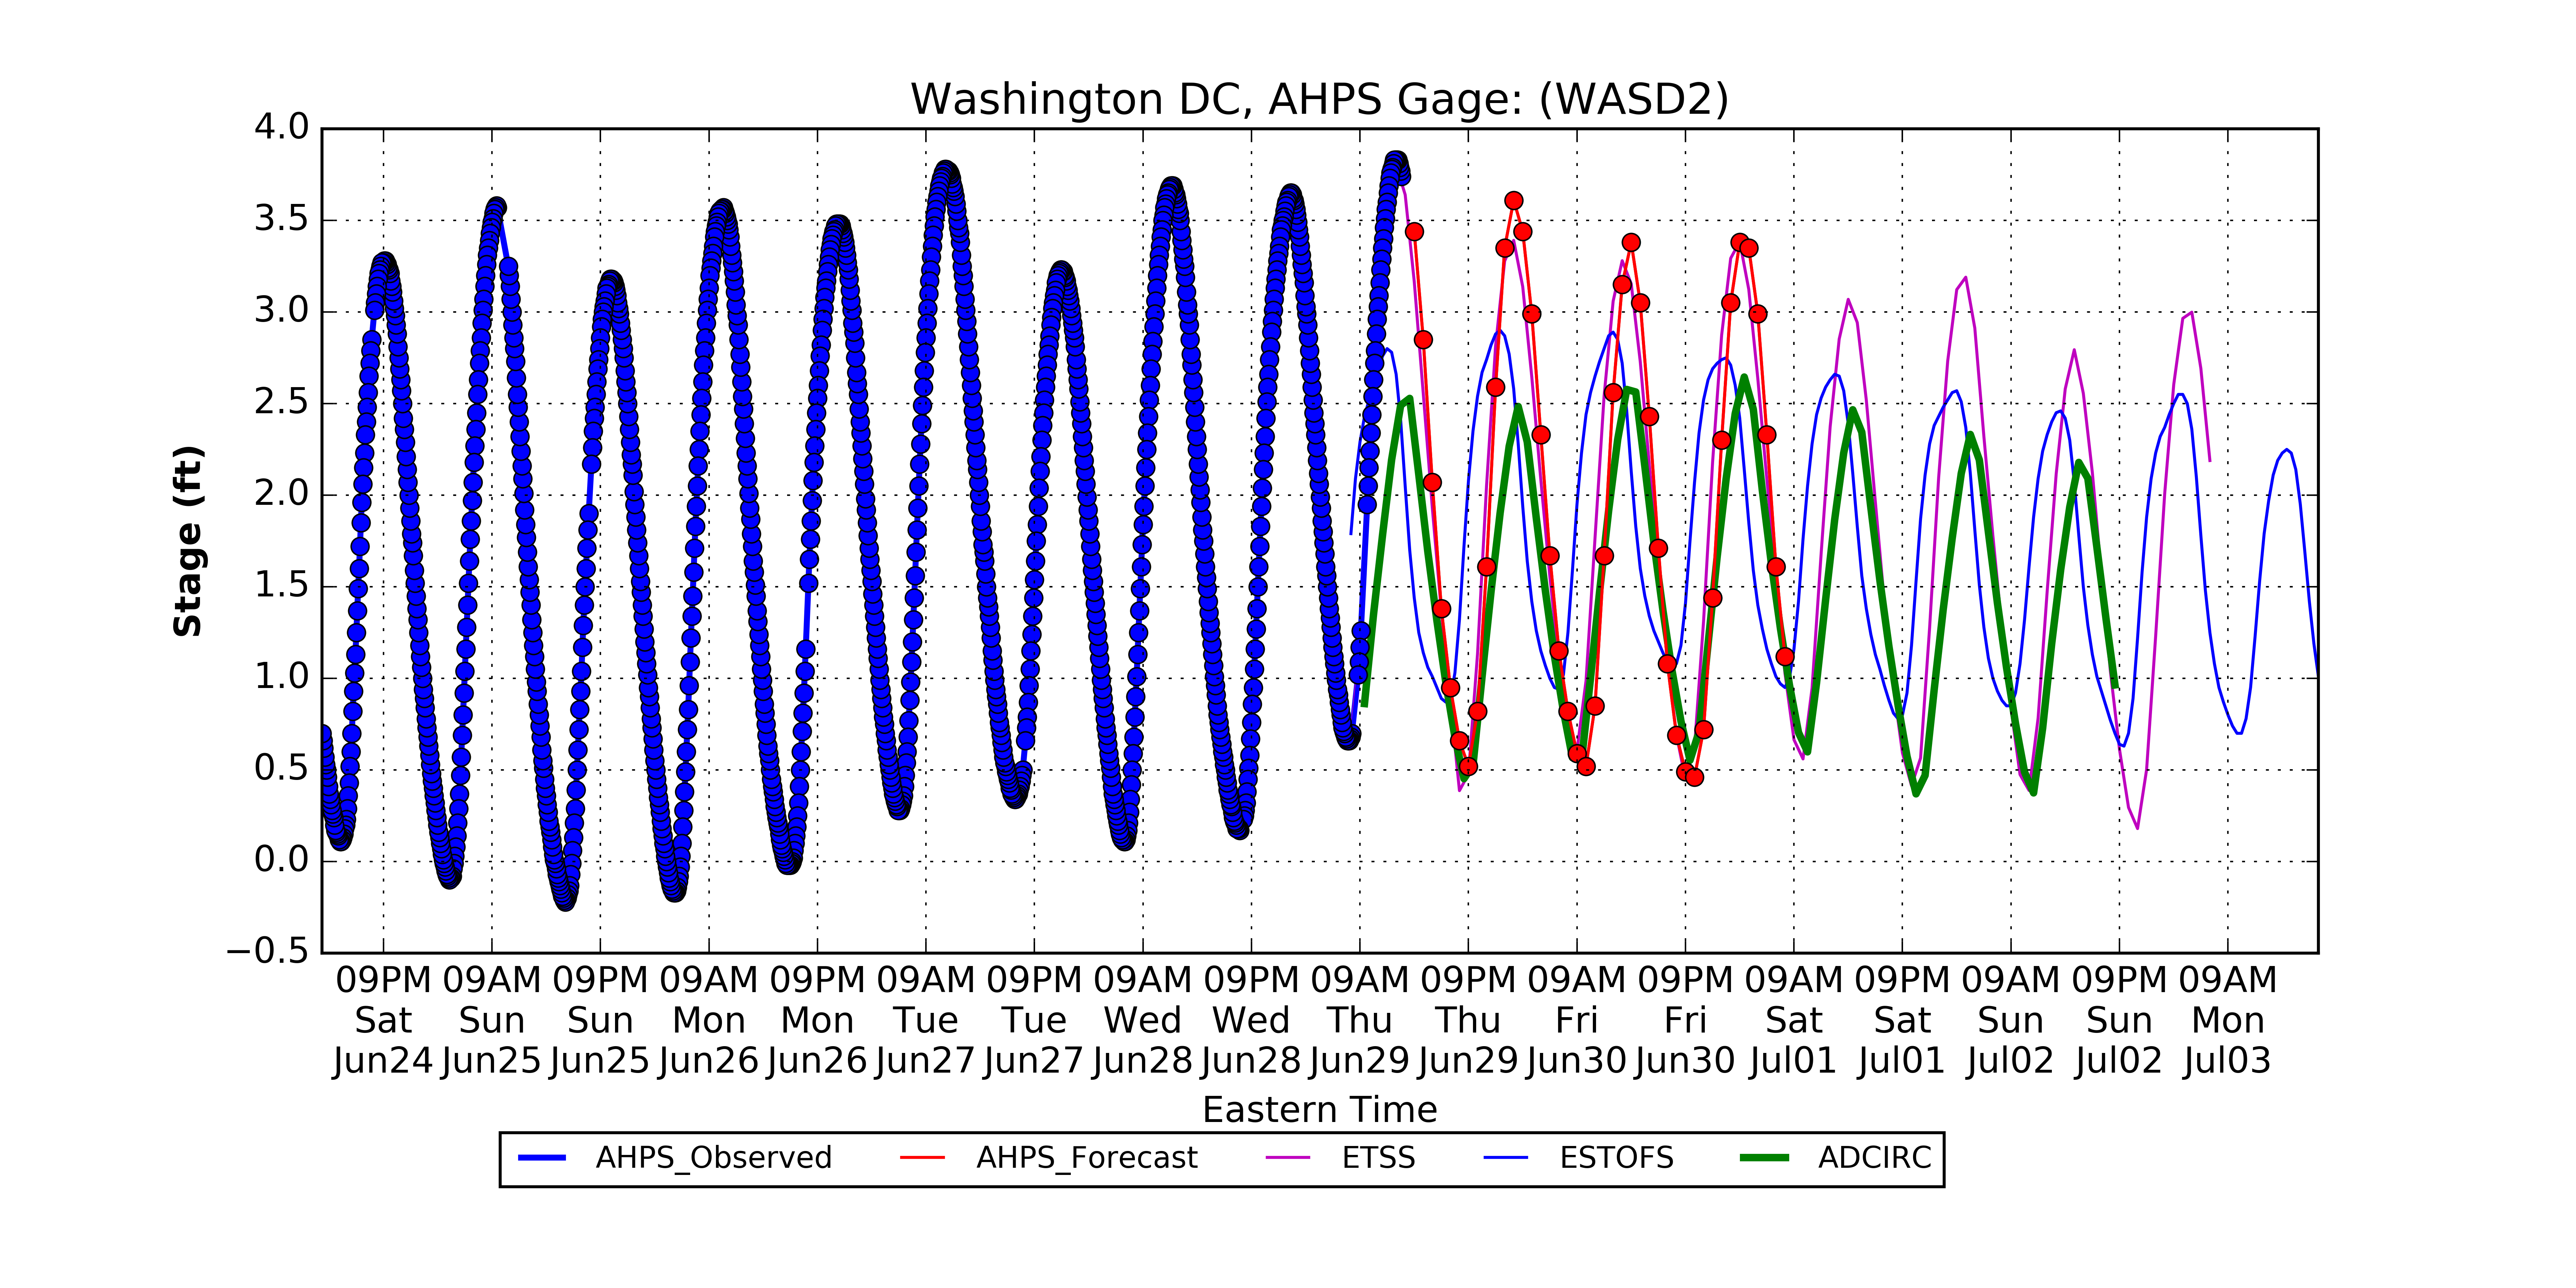 Washington DC, AHPS Gage: (WASD2)
4.0
3.5
3.0
2.5
2.0
1.5
1.0
0.5
0.0
−0.5
Stage (ft)
09PM 09AM 09PM 09AM 09PM 09AM 09PM 09AM 09PM 09AM 09PM 09AM 09PM 09AM 09PM 09AM 09PM 09AM
Sat Sun Sun Mon Mon Tue Tue Wed Wed Thu Thu Fri Fri Sat Sat Sun Sun Mon
Jun24 Jun25 Jun25 Jun26 Jun26 Jun27 Jun27 Jun28 Jun28 Jun29 Jun29 Jun30 Jun30 Jul01 Jul01 Jul02 Jul02 Jul03
Eastern Time
AHPS_Observed AHPS_Forecast ETSS ESTOFS ADCIRC